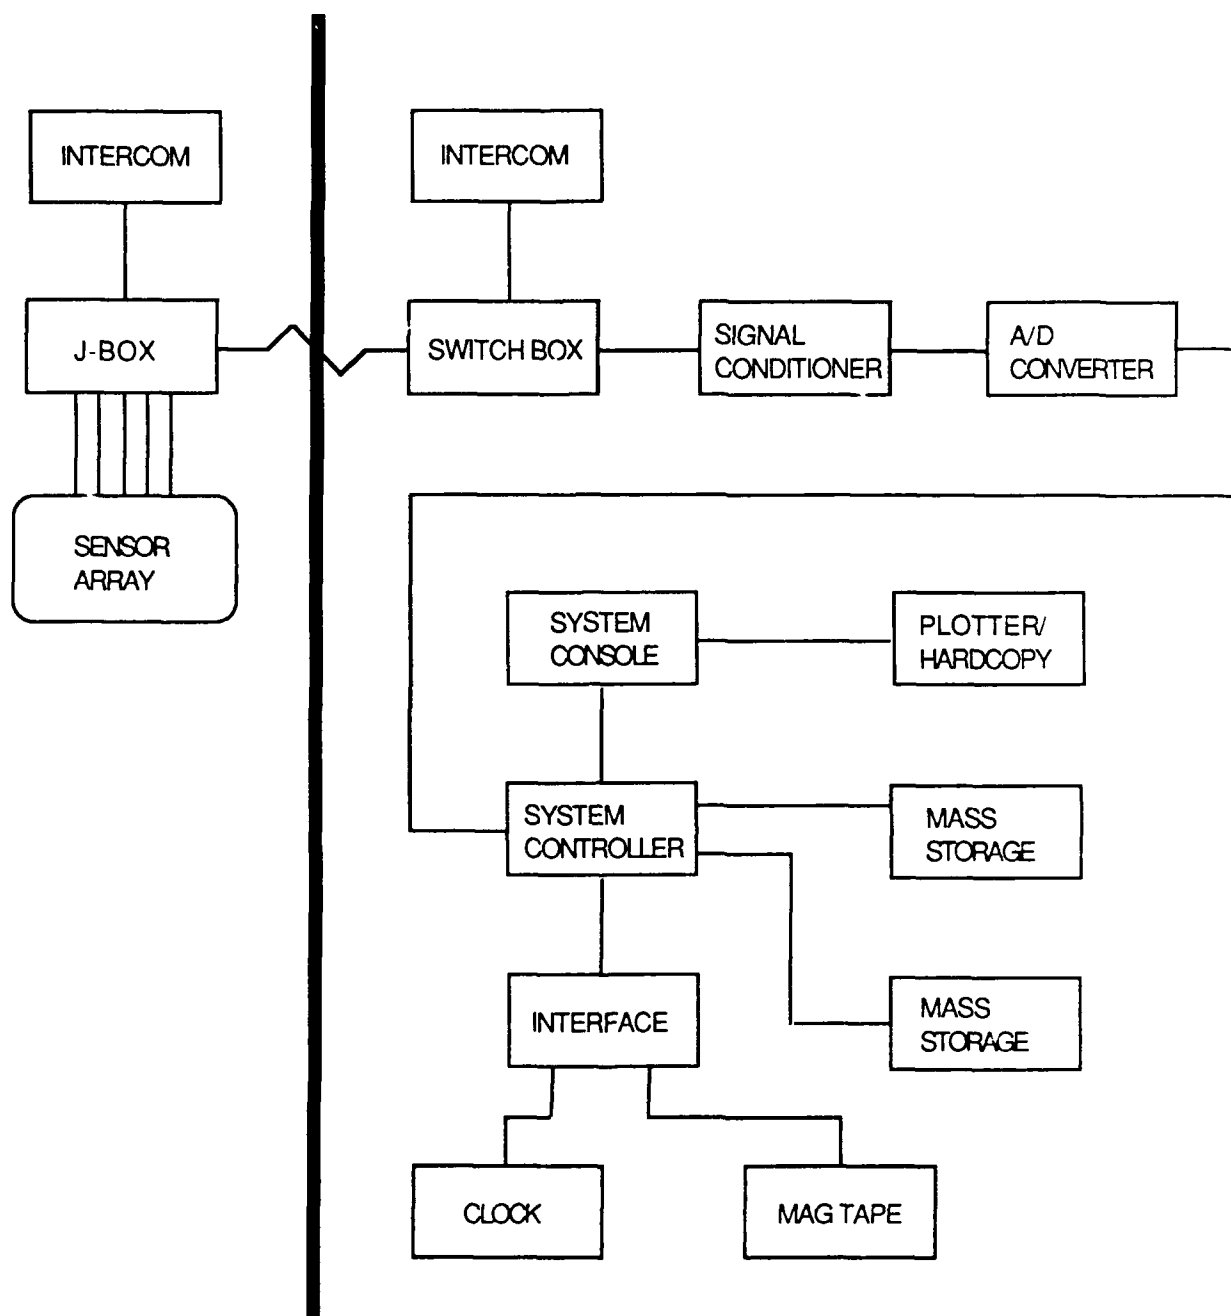 INTERCOM
INTERCOM
J-BOX
SWITCH BOX
SIGNAL
CONDITIONER
A/D
CONVERTER
SENSOR
ARRAY
SYSTEM
CONSOLE
PLOTTER/
HARDCOPY
SYSTEM
CONTROLLER
MASS
STORAGE
INTERFACE
MASS
STORAGE
CLOCK
MAG TAPE